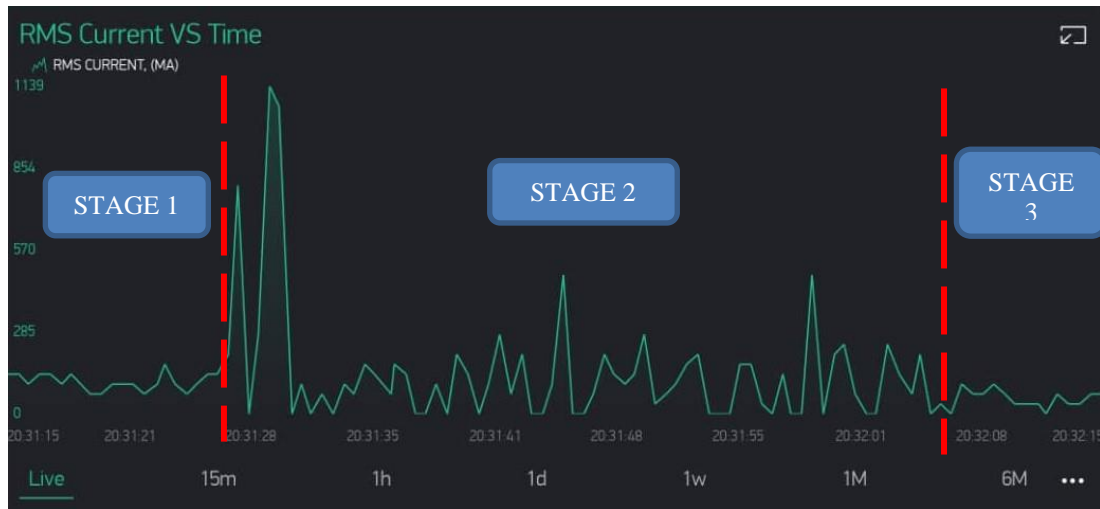 RMS Current VS Time
RMS CURRENT, (MA)
1139
854
STAGE 1
STAGE 2
STAGE
3
570
285
0
20:31:15 20:31:21 20:31:28 20:31:35 20:31:41 20:31:48 20:31:55 20:32:01 20:32:08 20:32:15
Live 15m 1h 1d 1w 1M 6M